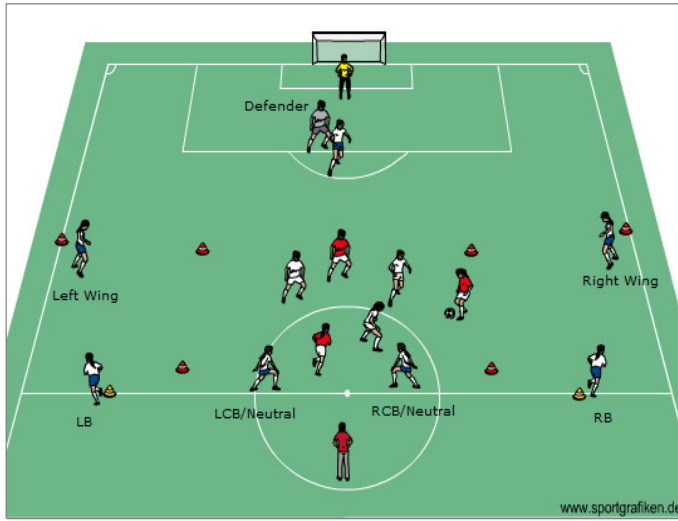 Defender
Left Wing
Right Wing
LB
LCB/Neutral
RCB/Neutral
RB
www.sportgrafiken.de